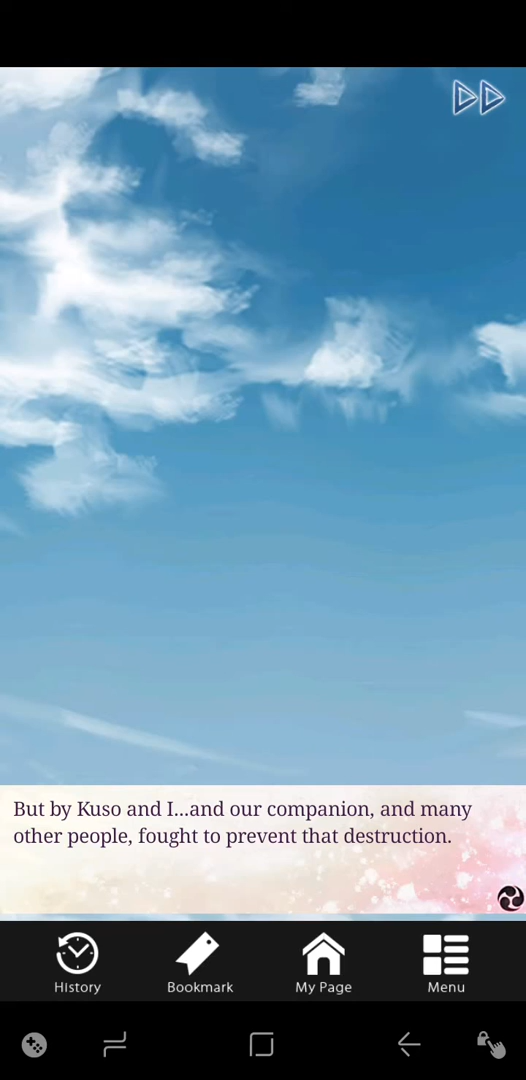 But by Kuso and I...and our companion, and many
other people, fought to prevent that destruction.
History
Bookmark
My Page
Menu